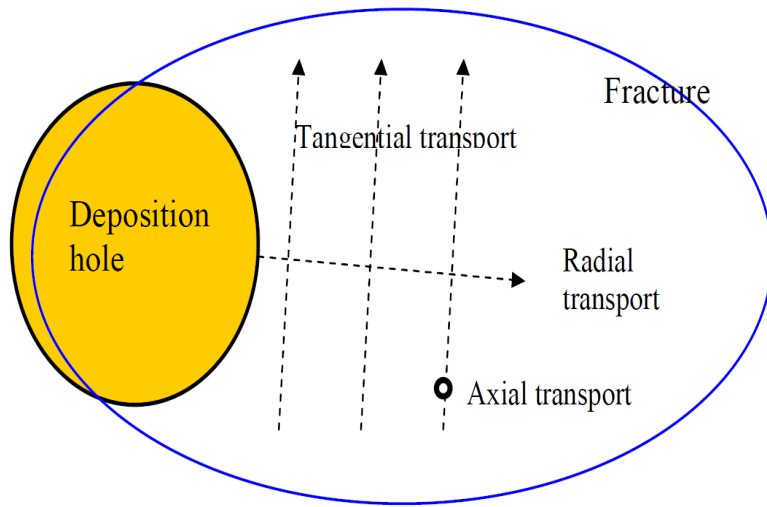 Fracture
Tangential transport
Deposition
hole
Radial
transport
Axial transport